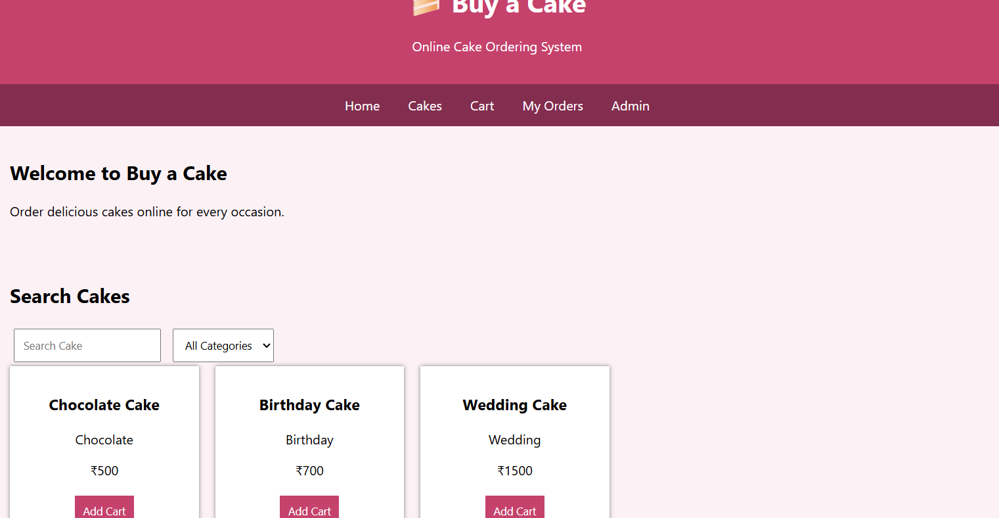 Buy a Cake
Online Cake Ordering System
Home Cakes Cart My Orders Admin
Welcome to Buy a Cake
Order delicious cakes online for every occasion.
Search Cakes
Search Cake All Categories
Chocolate Cake Birthday Cake Wedding Cake
Chocolate Birthday Wedding
₹500 ₹700 ₹1500
Add Cart Add Cart Add Cart